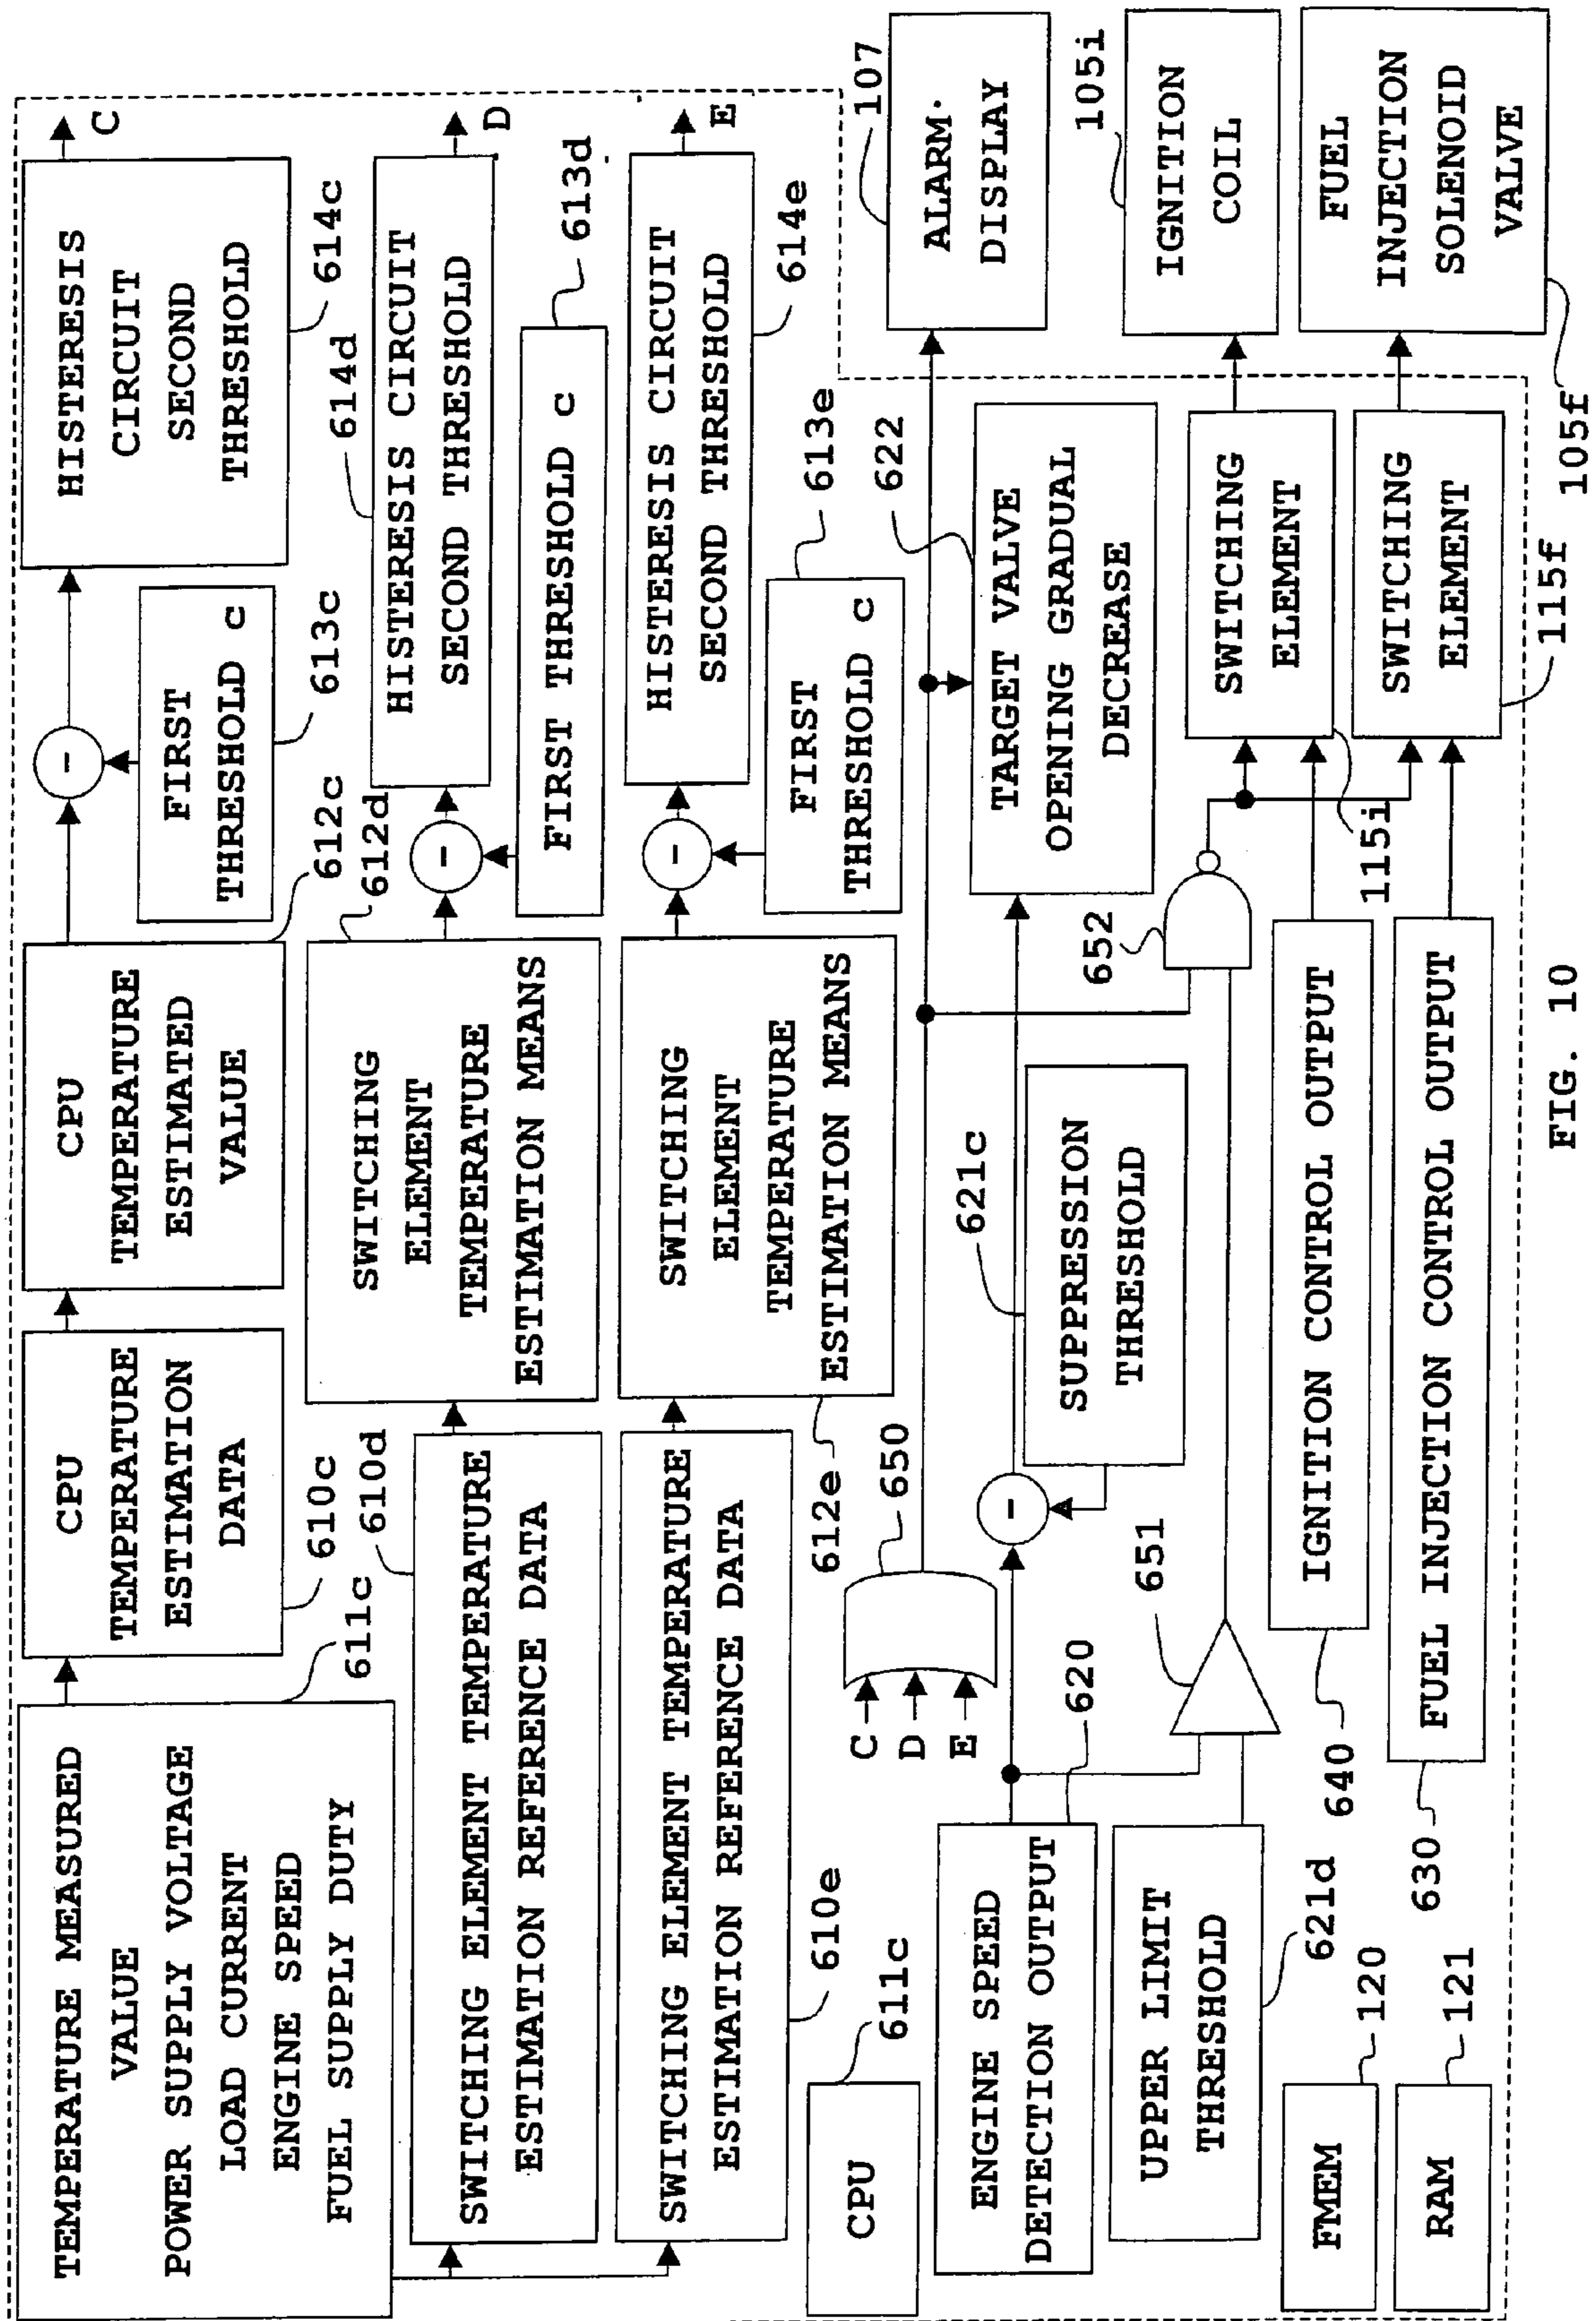 TEMPERATURE MEASURED
VALUE
POWER SUPPLY VOLTAGE
LOAD CURRENT
ENGINE SPEED
FUEL SUPPLY DUTY
611c
CPU
TEMPERATURE
ESTIMATION
DATA
610c
CPU
TEMPERATURE
ESTIMATED
VALUE
612c
-
FIRST
THRESHOLD c
613c
HISTERESIS
CIRCUIT
SECOND
THRESHOLD
614c
C
SWITCHING ELEMENT TEMPERATURE
ESTIMATION REFERENCE DATA
610d
SWITCHING
ELEMENT
TEMPERATURE
ESTIMATION MEANS
612d
-
FIRST THRESHOLD c
613d
HISTERESIS CIRCUIT
SECOND THRESHOLD
614d
D
SWITCHING ELEMENT TEMPERATURE
ESTIMATION REFERENCE DATA
610e
SWITCHING
ELEMENT
TEMPERATURE
ESTIMATION MEANS
612e
-
FIRST
THRESHOLD c
613e
HISTERESIS CIRCUIT
SECOND THRESHOLD
614e
E
CPU
611c
C
D
E
650
ALARM·
DISPLAY
107
ENGINE SPEED
DETECTION OUTPUT
620
-
SUPPRESSION
THRESHOLD
621c
TARGET VALVE
OPENING GRADUAL
DECREASE
622
UPPER LIMIT
THRESHOLD
621d
651
652
SWITCHING
ELEMENT
115i
IGNITION
COIL
105i
FMEM
120
IGNITION CONTROL OUTPUT
640
SWITCHING
ELEMENT
115f
FUEL
INJECTION
SOLENOID
VALVE
105f
RAM
121
FUEL INJECTION CONTROL OUTPUT
630
FIG. 10